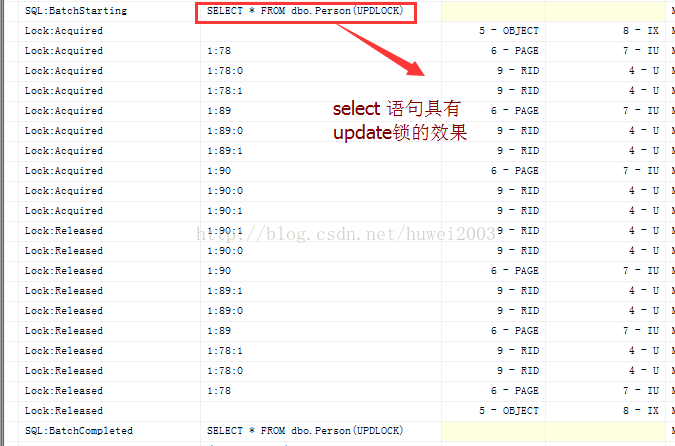 SQL:BatchStarting SELECT * FROM dbo.Person(UPDLOCK)
Lock:Acquired 5 - OBJECT 8 - IX
Lock:Acquired 1:78 6 - PAGE 7 - IU
Lock:Acquired 1:78:0 9 - RID 4 - U
Lock:Acquired 1:78:1 9 - RID 4 - U
Lock:Acquired 1:89 6 - PAGE 7 - IU
Lock:Acquired 1:89:0 9 - RID 4 - U
Lock:Acquired 1:89:1 9 - RID 4 - U
Lock:Acquired 1:90 6 - PAGE 7 - IU
Lock:Acquired 1:90:0 9 - RID 4 - U
Lock:Acquired 1:90:1 9 - RID 4 - U
Lock:Released 1:90:1 9 - RID 4 - U
Lock:Released 1:90:0 9 - RID 4 - U
Lock:Released 1:90 6 - PAGE 7 - IU
Lock:Released 1:89:1 9 - RID 4 - U
Lock:Released 1:89:0 9 - RID 4 - U
Lock:Released 1:89 6 - PAGE 7 - IU
Lock:Released 1:78:1 9 - RID 4 - U
Lock:Released 1:78:0 9 - RID 4 - U
Lock:Released 1:78 6 - PAGE 7 - IU
Lock:Released 5 - OBJECT 8 - IX
SQL:BatchCompleted SELECT * FROM dbo.Person(UPDLOCK)
select 语句具有
update锁的效果
http://blog.csdn.net/huwei2003